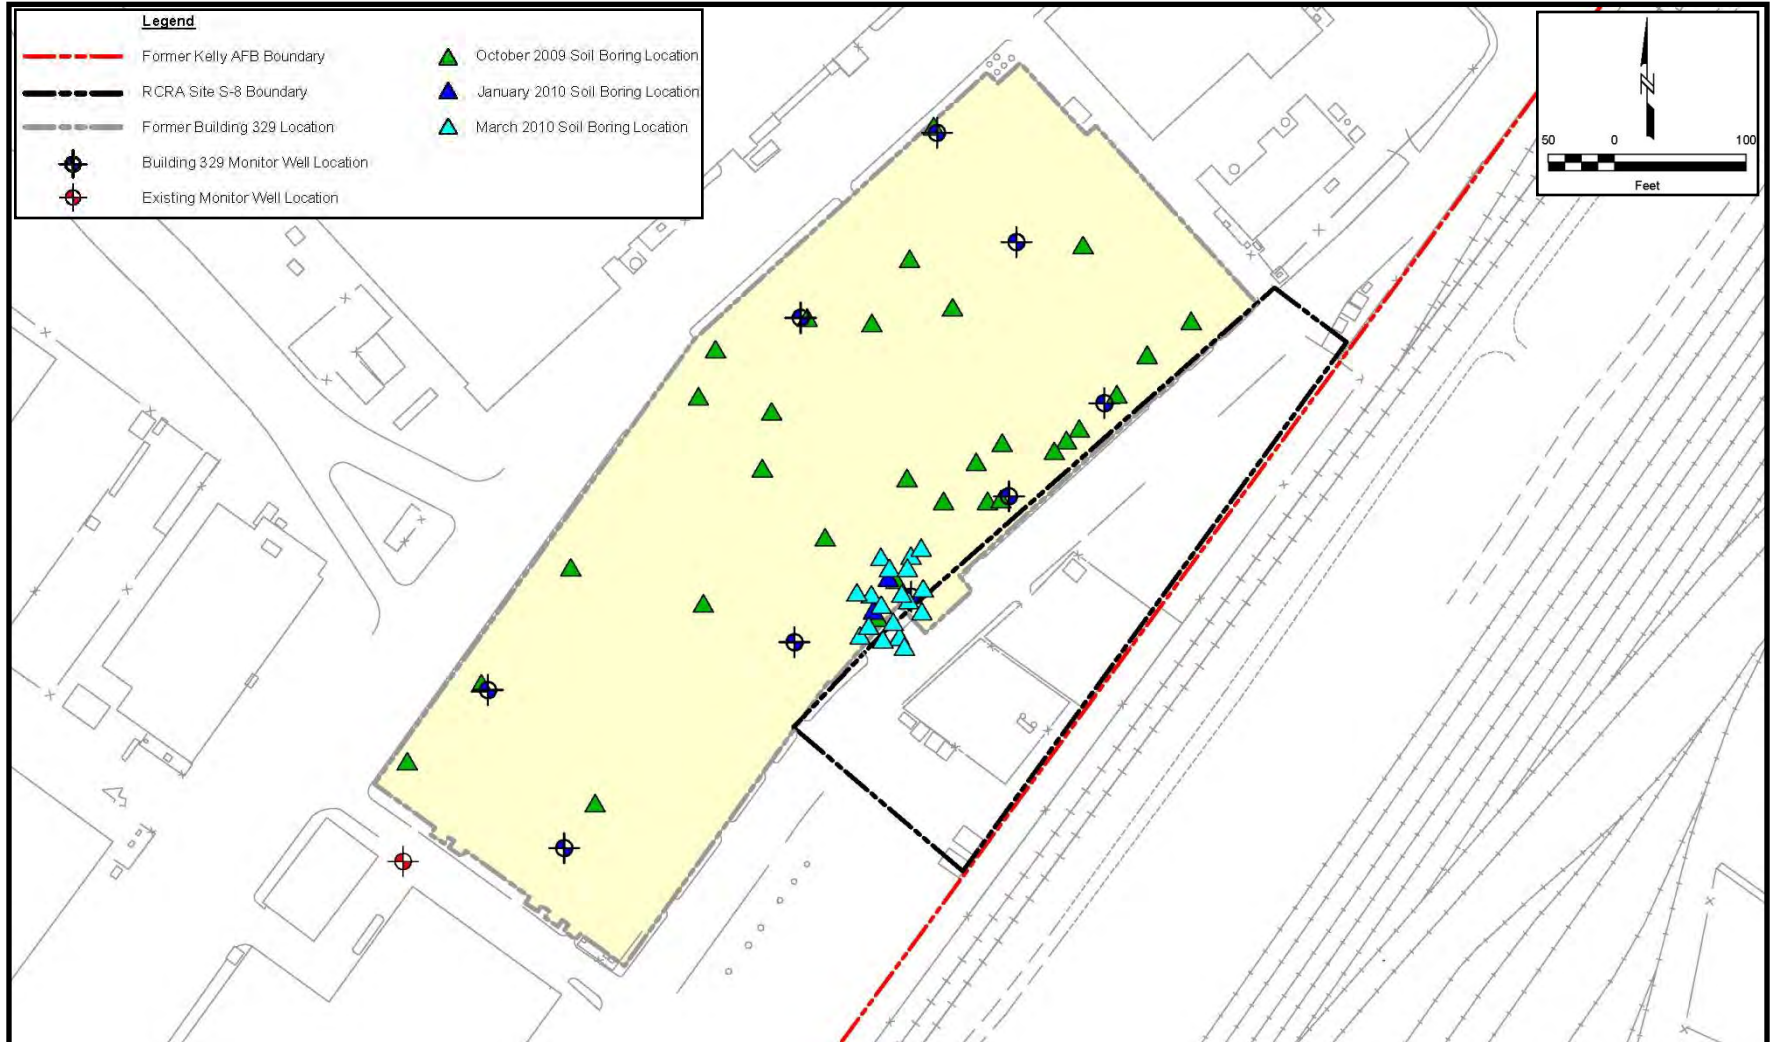 Legend
Former Kelly AFB Boundary
RCRA Site S-8 Boundary
Former Building 329 Location
Building 329 Monitor Well Location
Existing Monitor Well Location
October 2009 Soil Boring Location
January 2010 Soil Boring Location
March 2010 Soil Boring Location
N
50 0 100
Feet